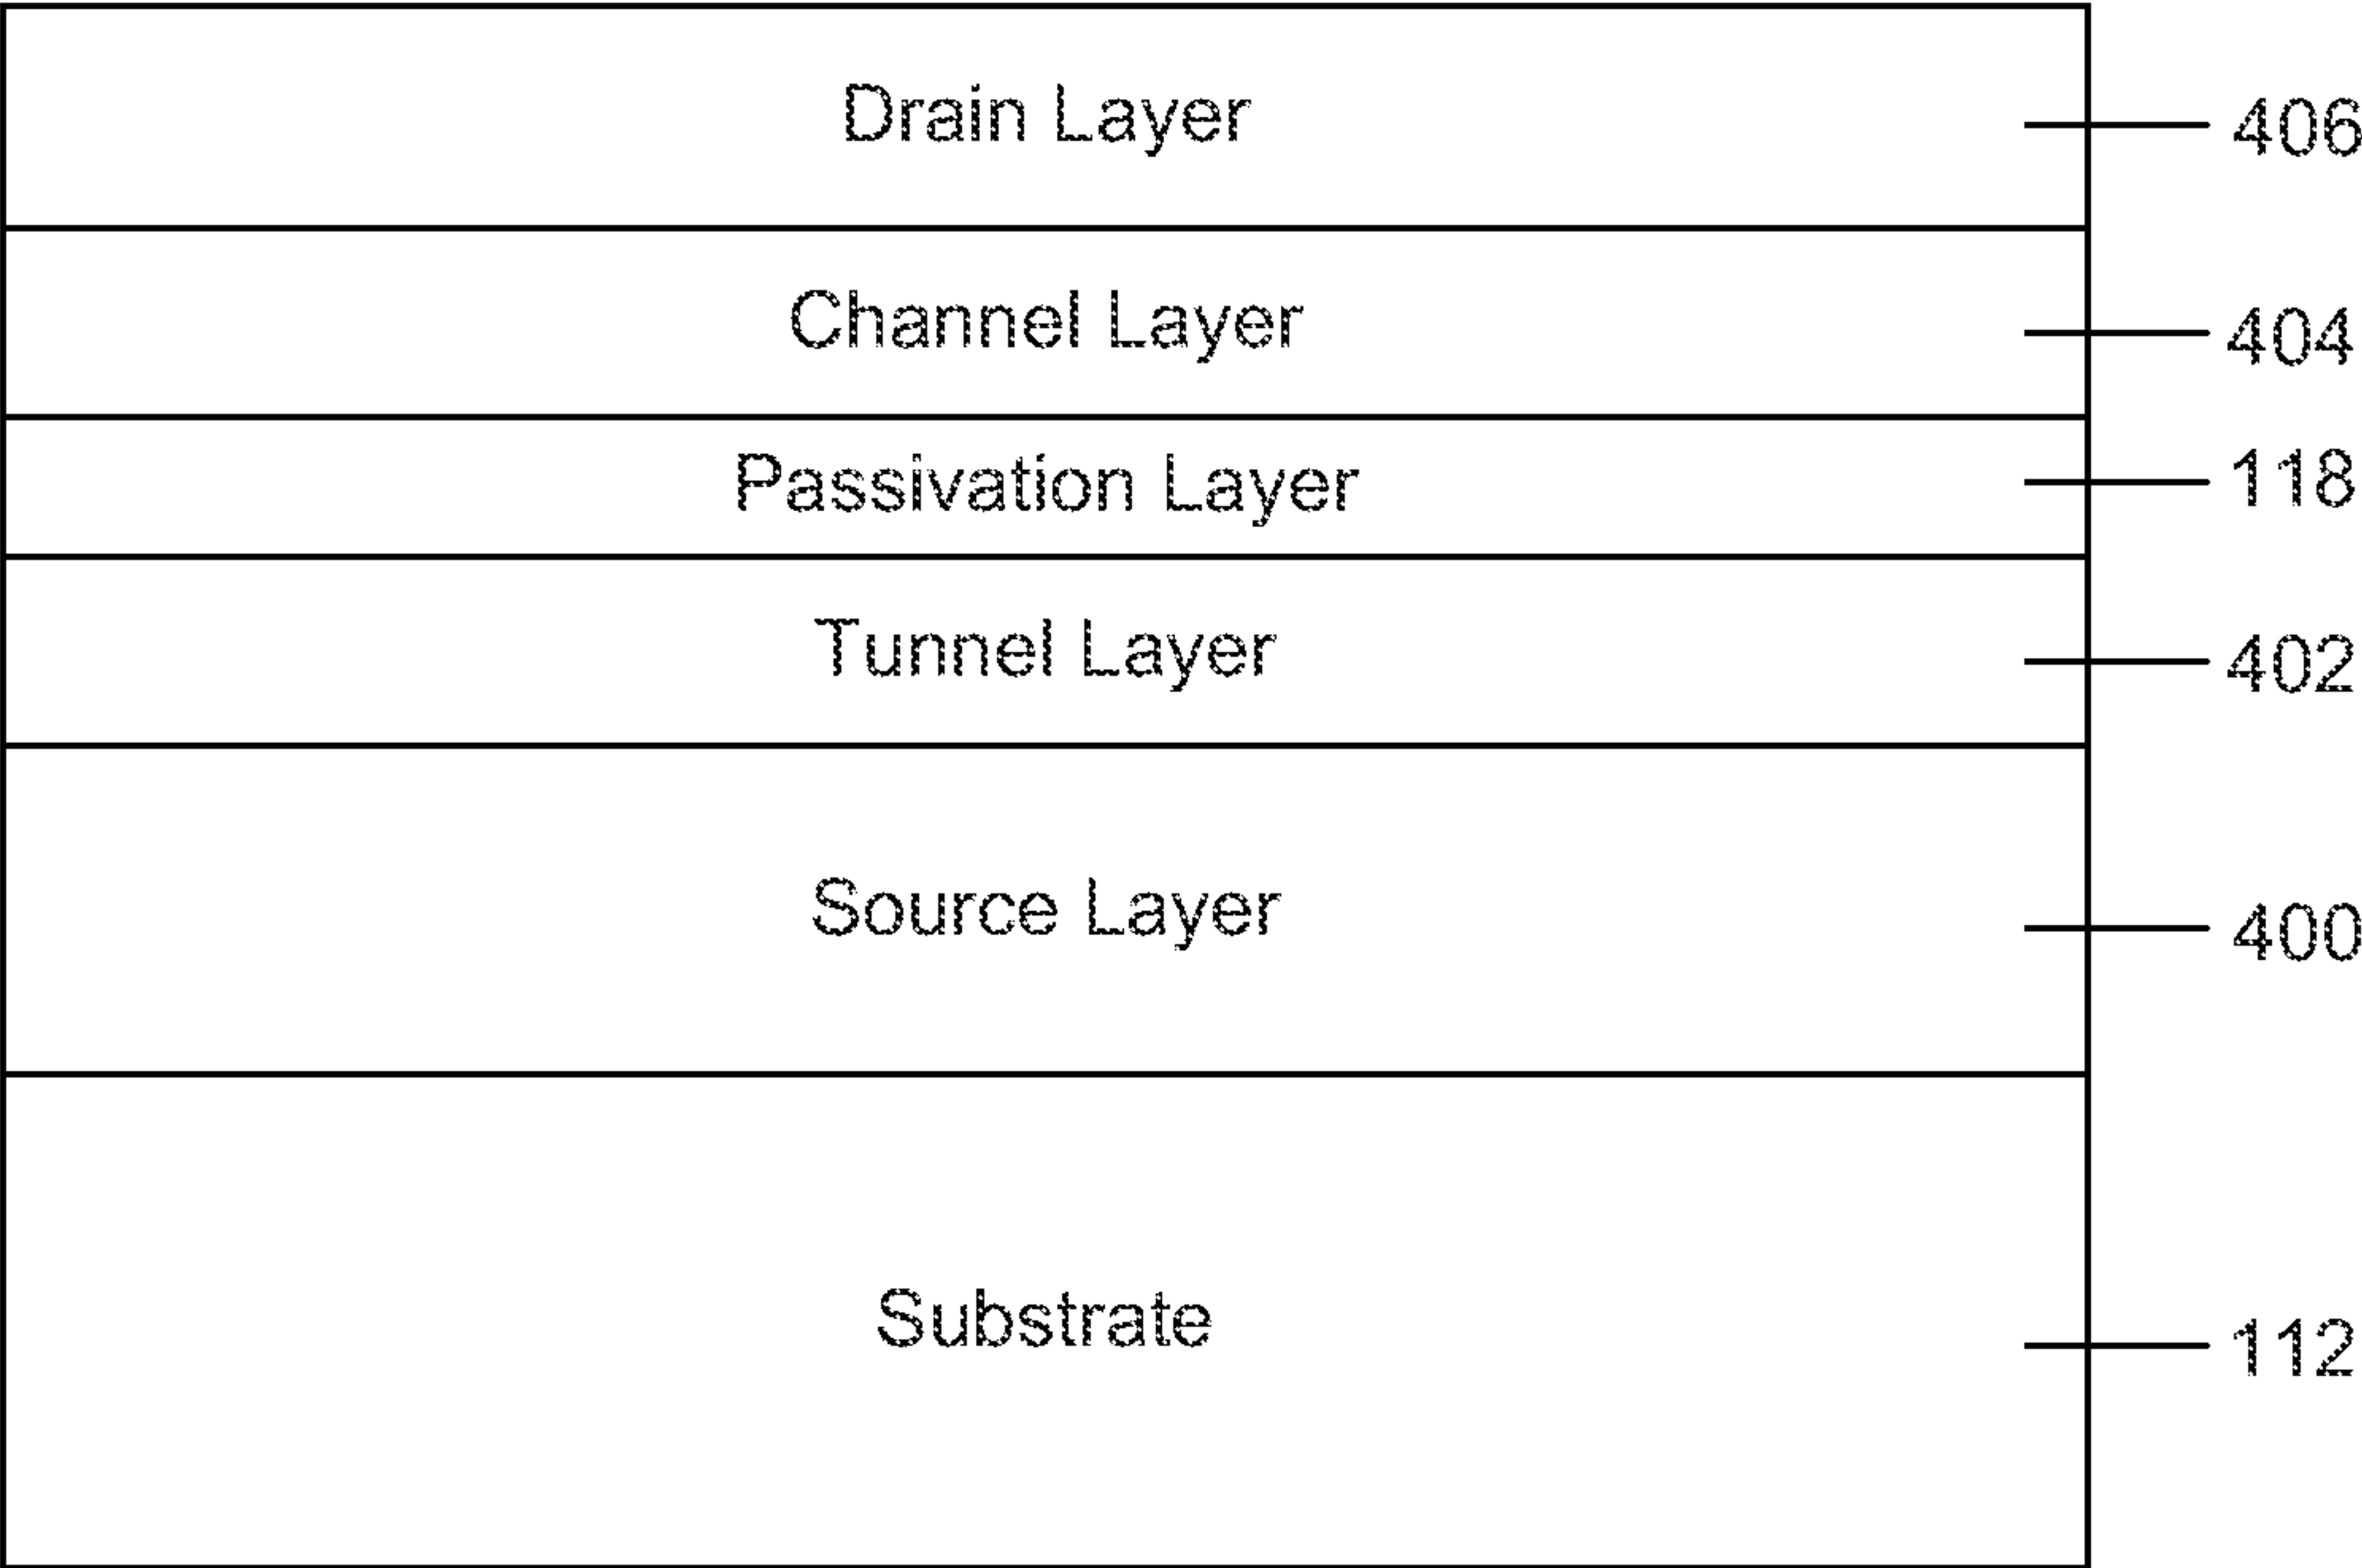 Drain Layer 406
Channel Layer 404
Passivation Layer 118
Tunnel Layer 402
Source Layer 400
Substrate 112